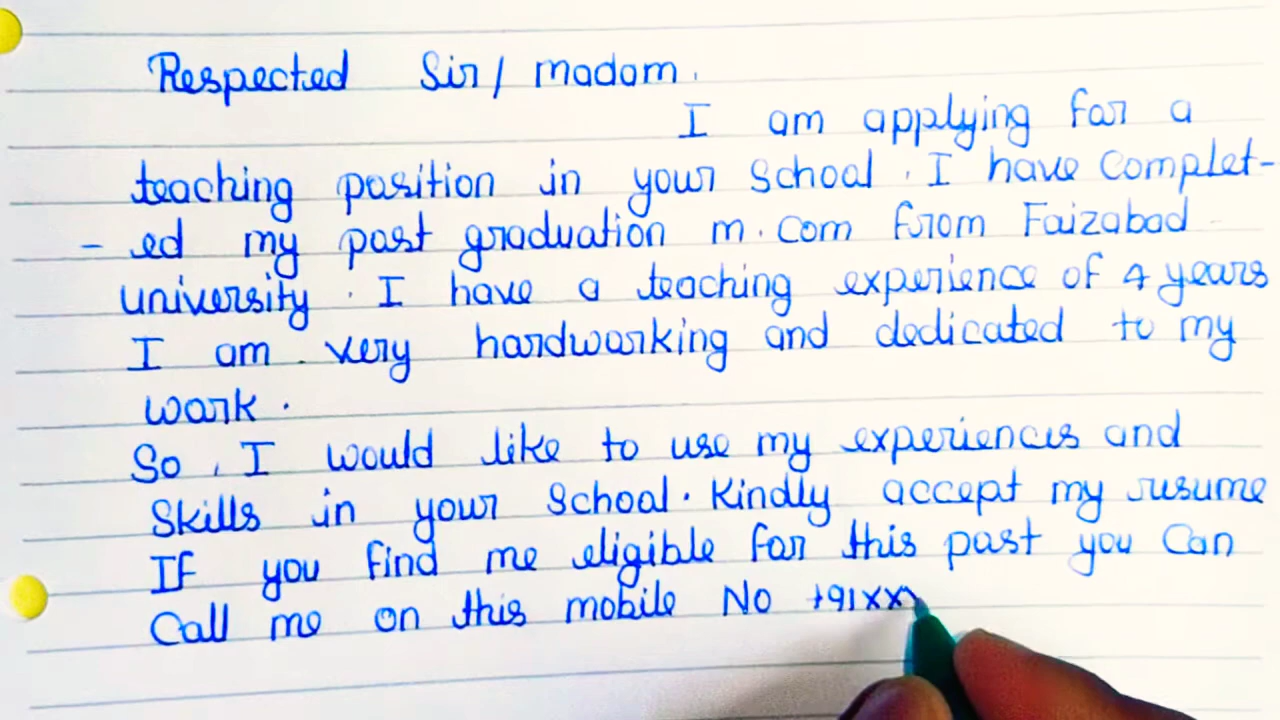 Respected Sir/ madam.
I am applying for a
teaching position in your School. I have Complet-
- ed my post graduation m.com from Faizabad
university. I have a teaching experience of 4 years
I am very hardworking and dedicated to my
work.
So, I would like to use my experiences and
Skills in your School. Kindly accept my resume
If you find me eligible for this post you Can
Call me on this mobile No +91xxx